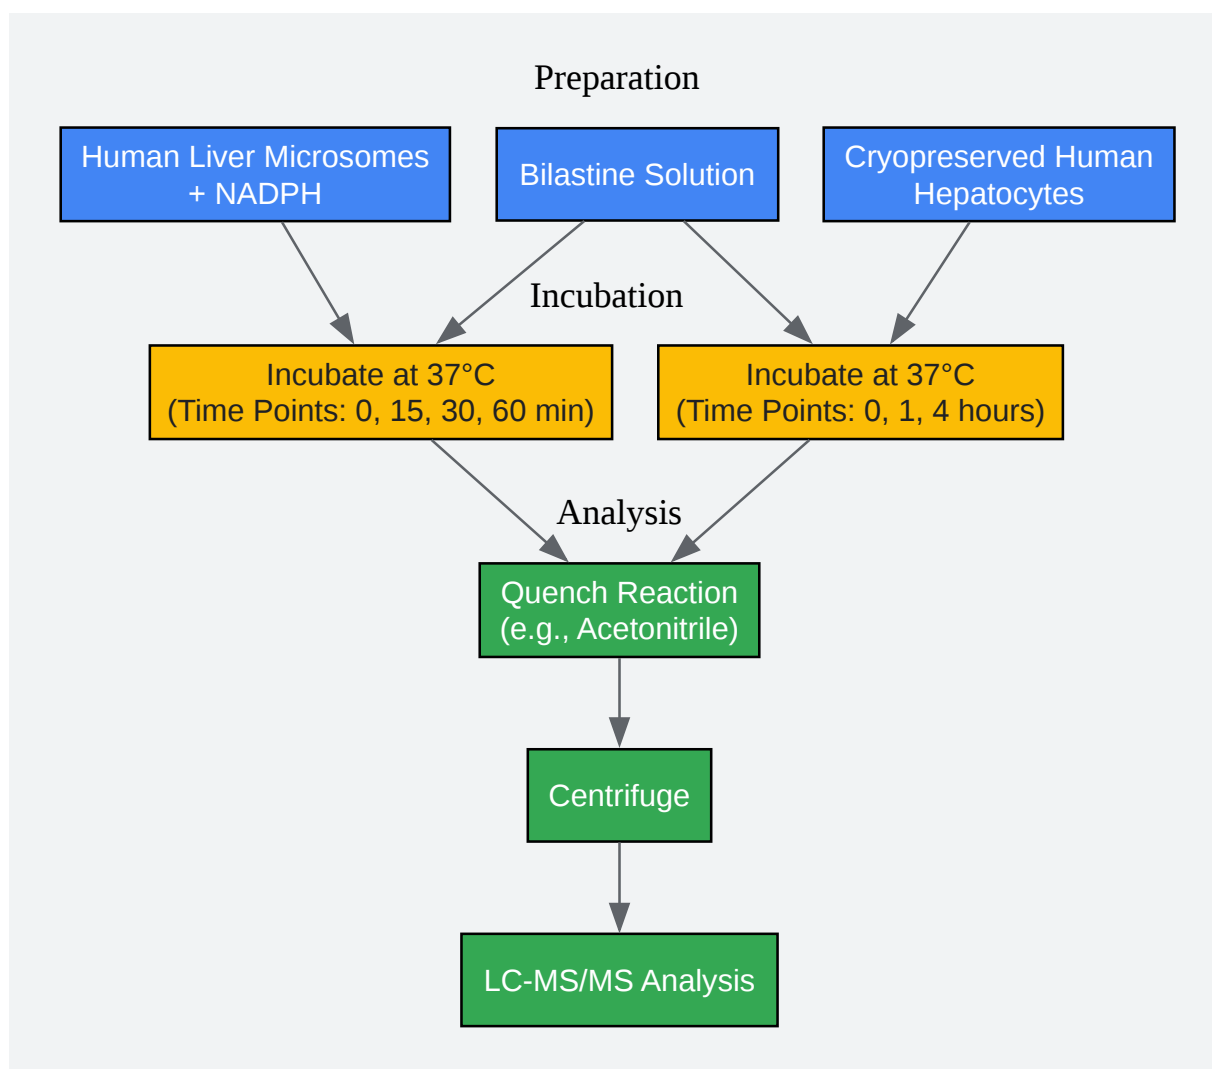 Preparation
Human Liver Microsomes
+ NADPH
Bilastine Solution
Cryopreserved Human
Hepatocytes
Incubation
Incubate at 37°C
(Time Points: 0, 15, 30, 60 min)
Incubate at 37°C
(Time Points: 0, 1, 4 hours)
Analysis
Quench Reaction
(e.g., Acetonitrile)
Centrifuge
LC-MS/MS Analysis